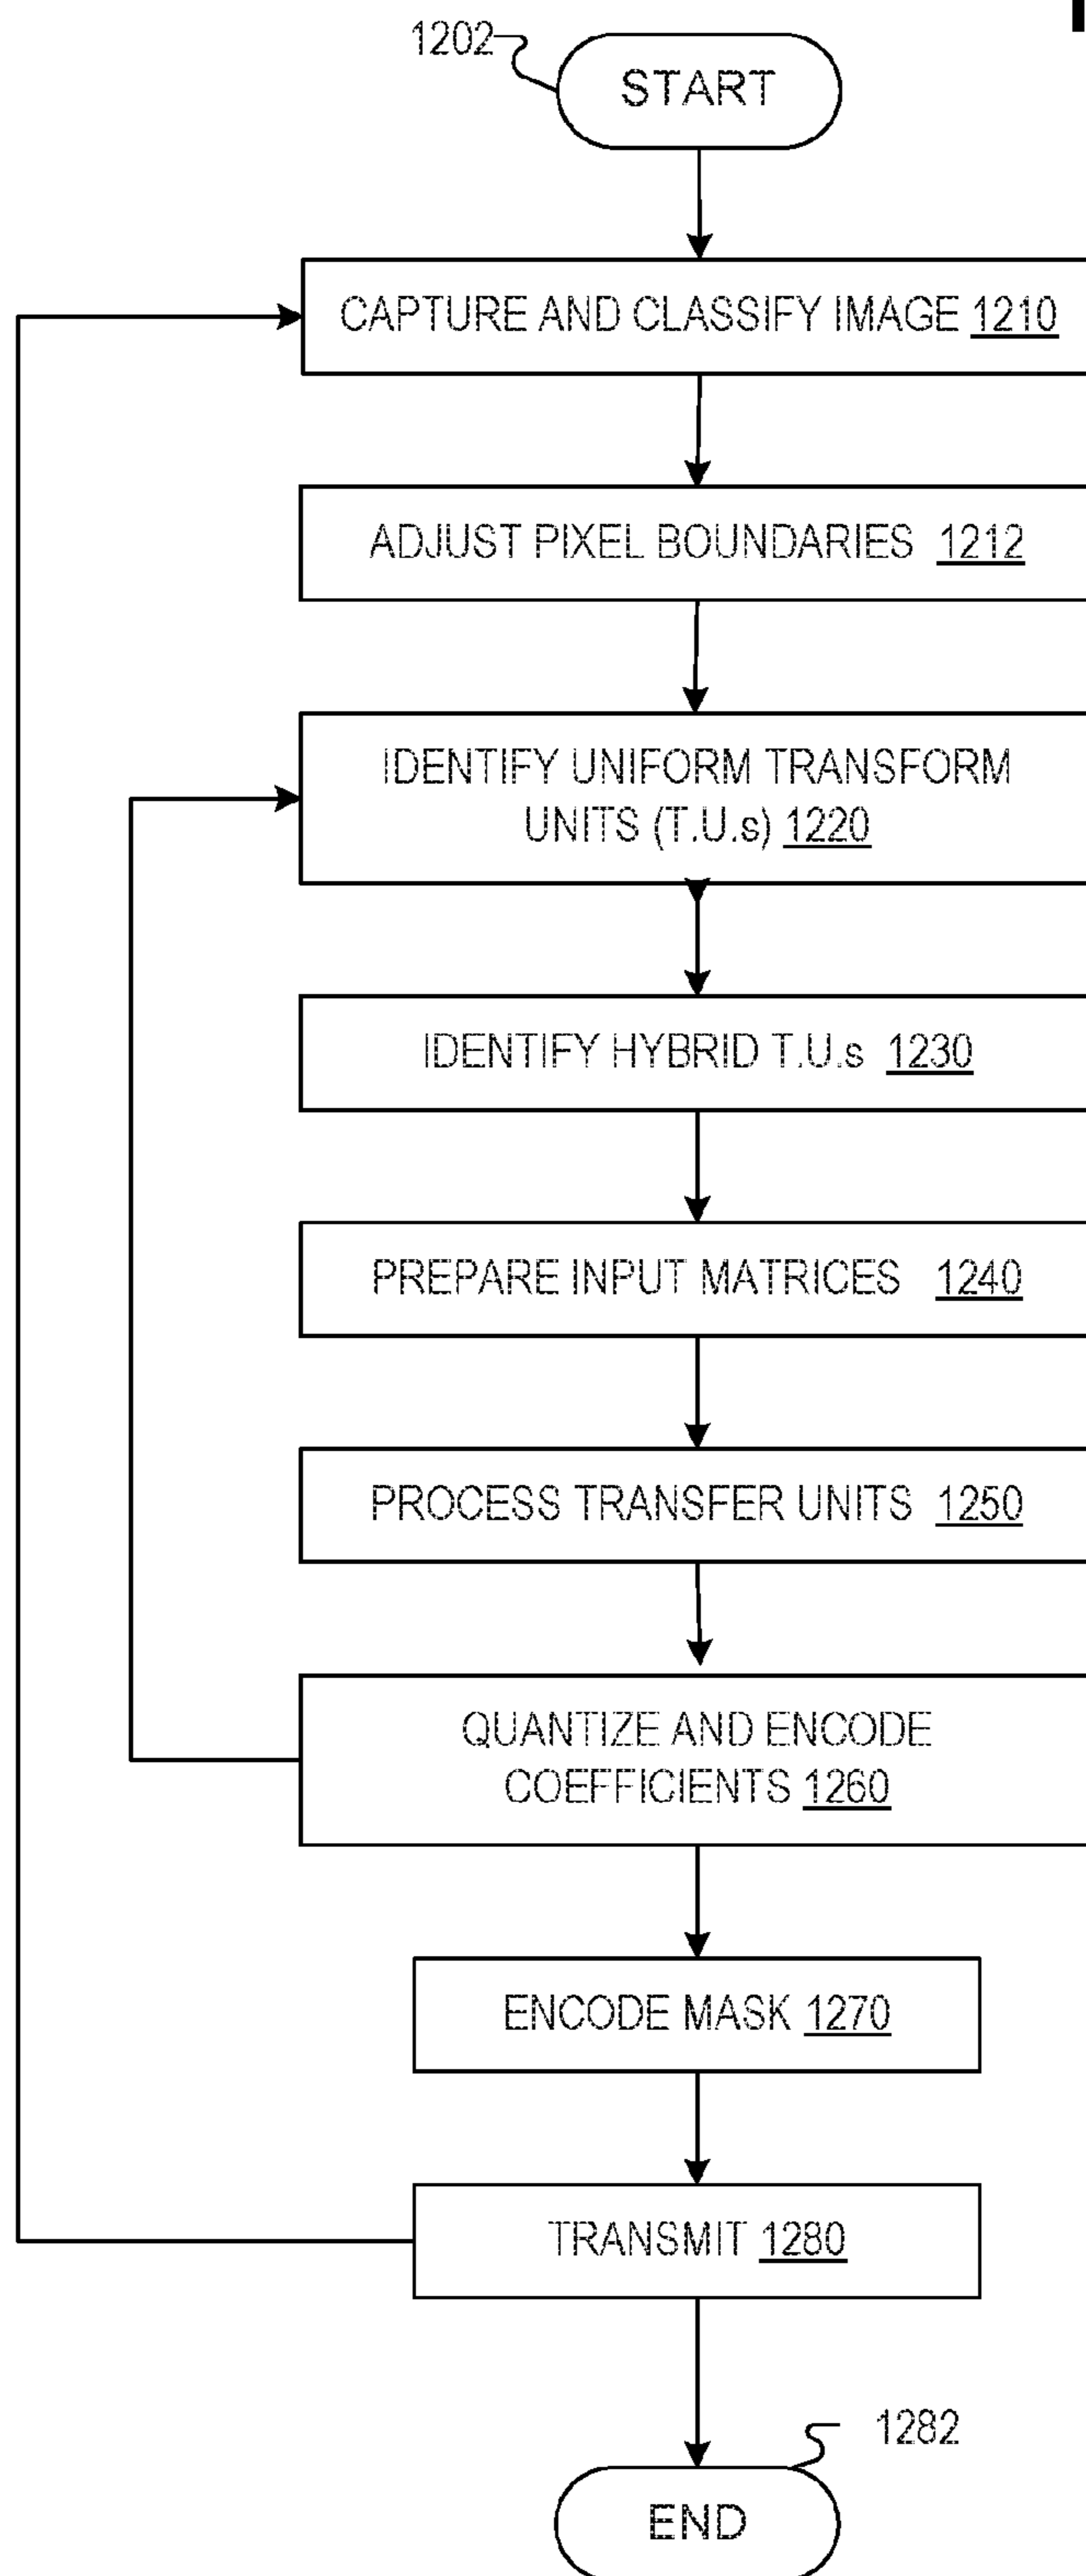 1202
START
CAPTURE AND CLASSIFY IMAGE 1210
ADJUST PIXEL BOUNDARIES 1212
IDENTIFY UNIFORM TRANSFORM
UNITS (T.U.s) 1220
IDENTIFY HYBRID T.U.s 1230
PREPARE INPUT MATRICES 1240
PROCESS TRANSFER UNITS 1250
QUANTIZE AND ENCODE
COEFFICIENTS 1260
ENCODE MASK 1270
TRANSMIT 1280
1282
END